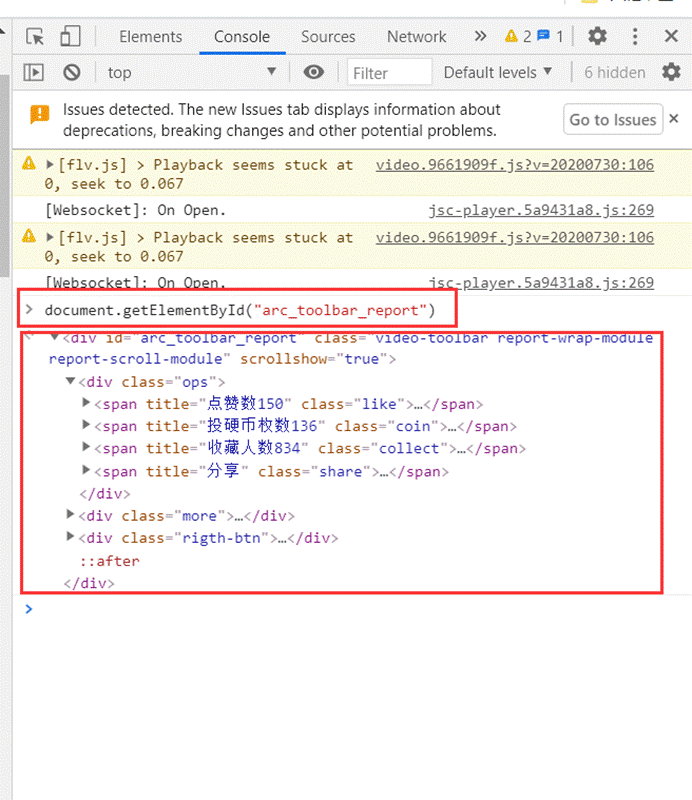 Elements Console Sources Network 2 1
top Filter Default levels 6 hidden
Issues detected. The new Issues tab displays information about
deprecations, breaking changes and other potential problems.
Go to Issues
[flv.js] > Playback seems stuck at video.9661909f.js?v=20200730:106
0, seek to 0.067
[Websocket]: On Open. jsc-player.5a9431a8.js:269
[flv.js] > Playback seems stuck at video.9661909f.js?v=20200730:106
0, seek to 0.067
[Websocket]: On Open. jsc-player.5a9431a8.js:269
> document.getElementById("arc_toolbar_report")
<div id="arc_toolbar_report" class="video-toolbar report-wrap-module
report-scroll-module" scrollshow="true">
<div class="ops">
<span title="点赞数150" class="like">…</span>
<span title="投硬币枚数136" class="coin">…</span>
<span title="收藏人数834" class="collect">…</span>
<span title="分享" class="share">…</span>
</div>
<div class="more">…</div>
<div class="rigth-btn">…</div>
::after
</div>
>